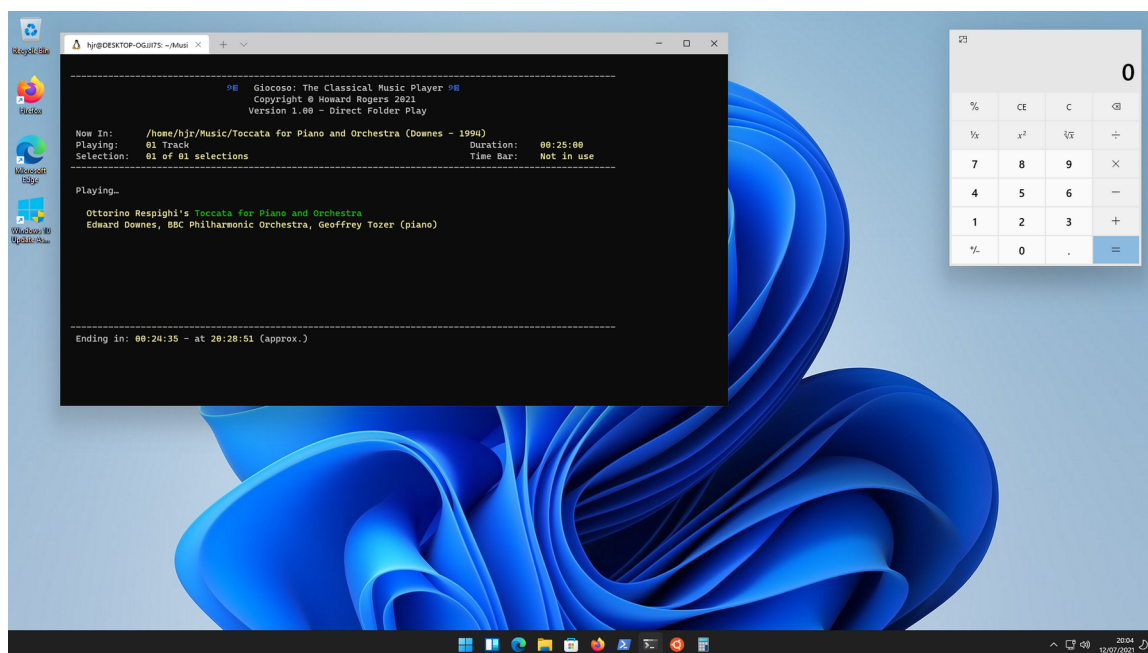 Recycle Bin
Firefox
Microsoft
Edge
Windows 10
Update As...
hjr@DESKTOP-OGJJI7S: ~/Musi
Giocoso: The Classical Music Player
Copyright © Howard Rogers 2021
Version 1.00 - Direct Folder Play
Now In: /home/hjr/Music/Toccata for Piano and Orchestra (Downes - 1994)
Playing: 01 Track Duration: 00:25:00
Selection: 01 of 01 selections Time Bar: Not in use
Playing…
Ottorino Respighi's Toccata for Piano and Orchestra
Edward Downes, BBC Philharmonic Orchestra, Geoffrey Tozer (piano)
Ending in: 00:24:35 - at 20:28:51 (approx.)
0
% CE C
⅟x x² ²√x ÷
7 8 9 ×
4 5 6 −
1 2 3 +
+/− 0 . =
20:04
12/07/2021